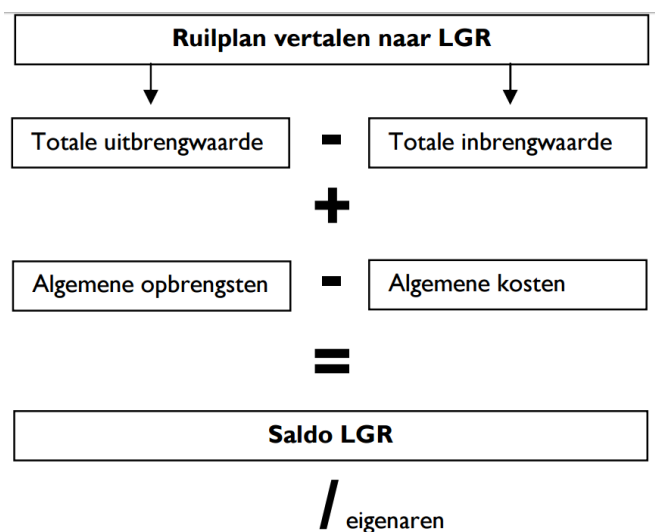 Ruilplan vertalen naar LGR
Totale uitbrengwaarde - Totale inbrengwaarde
+
Algemene opbrengsten - Algemene kosten
=
Saldo LGR
/ eigenaren